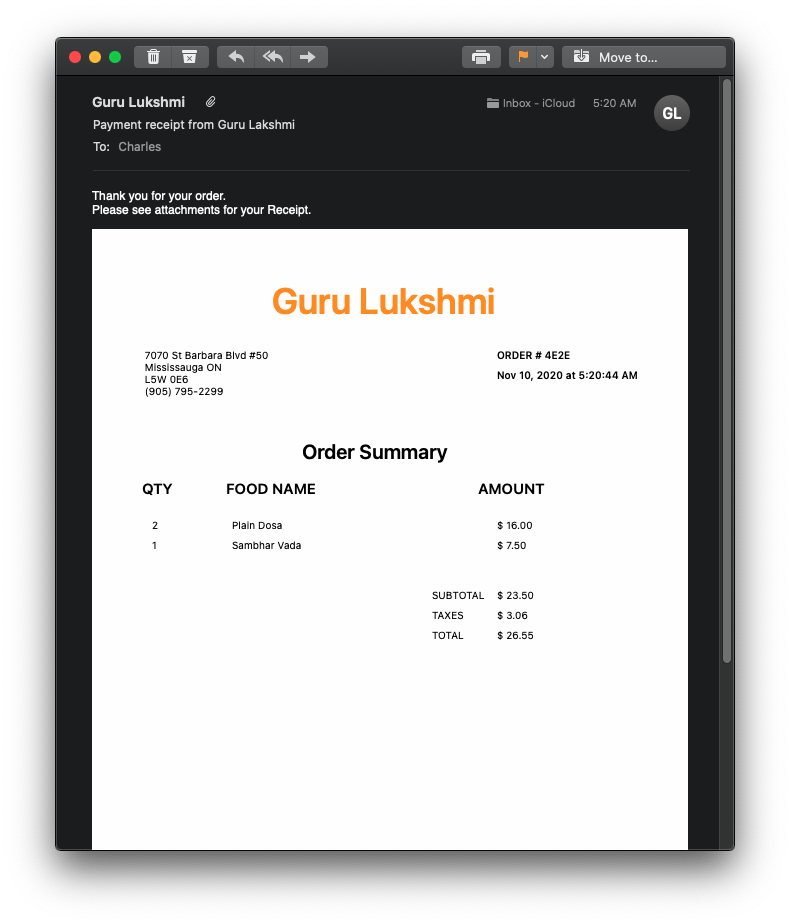 Move to...
Guru Lukshmi
Inbox - iCloud 5:20 AM
GL
Payment receipt from Guru Lakshmi
To: Charles
Thank you for your order.
Please see attachments for your Receipt.
Guru Lukshmi
7070 St Barbara Blvd #50
Mississauga ON
L5W 0E6
(905) 795-2299
ORDER # 4E2E
Nov 10, 2020 at 5:20:44 AM
Order Summary
QTY FOOD NAME AMOUNT
2 Plain Dosa $ 16.00
1 Sambhar Vada $ 7.50
SUBTOTAL $ 23.50
TAXES $ 3.06
TOTAL $ 26.55